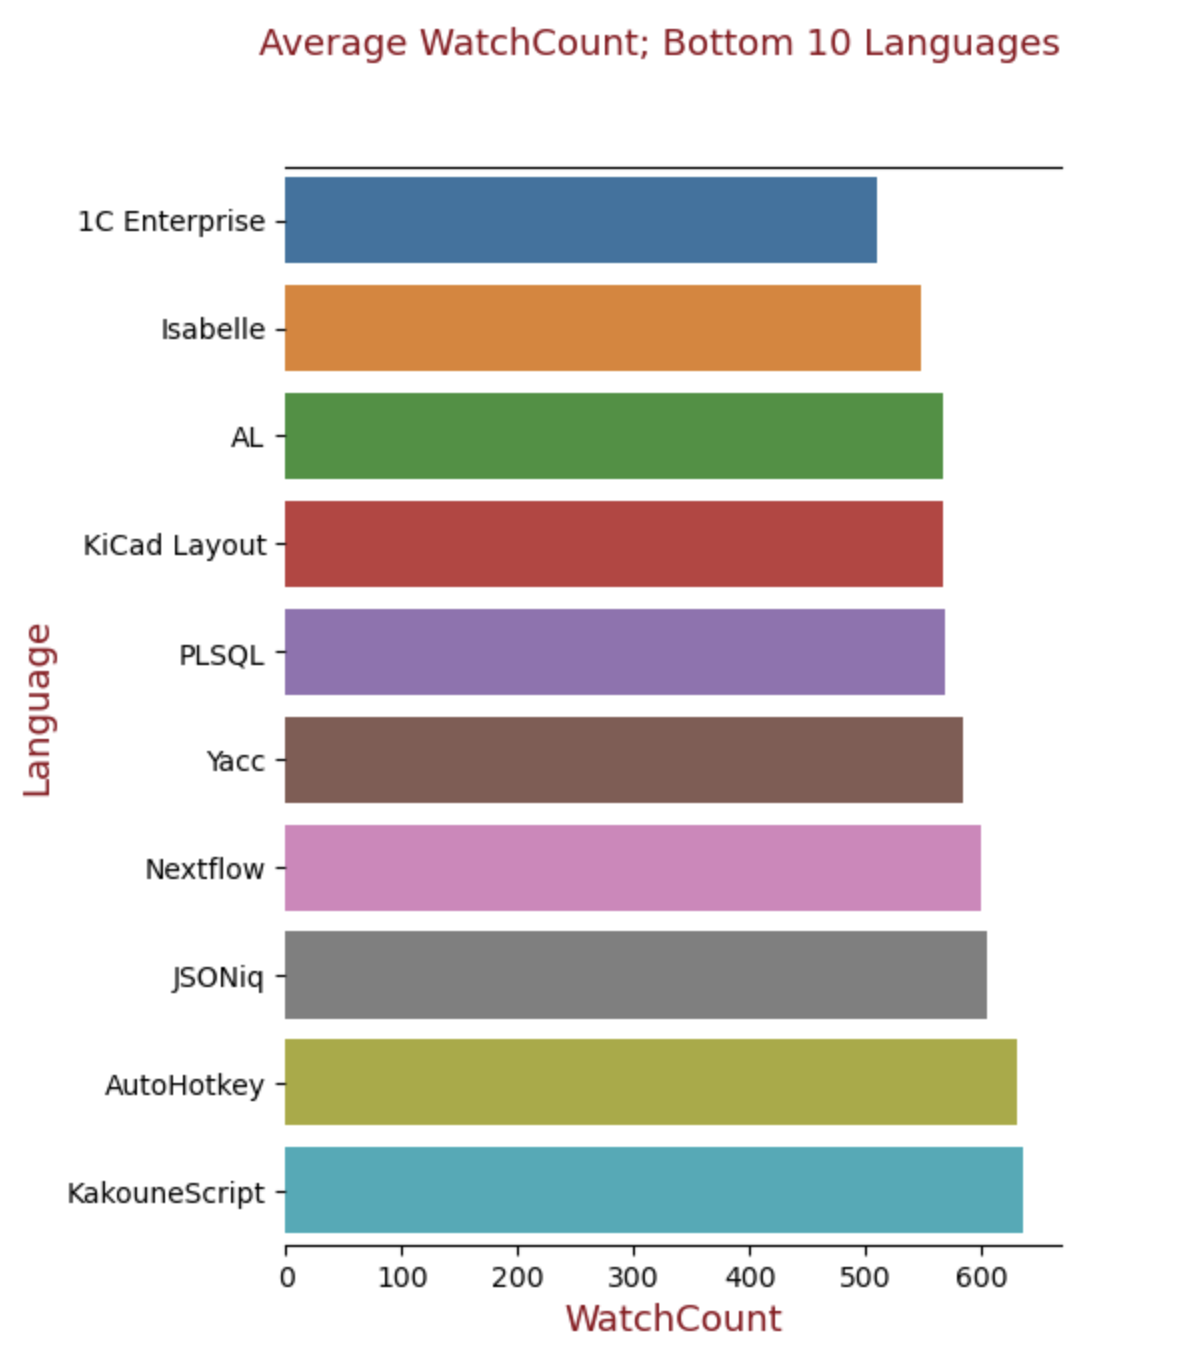 Average WatchCount; Bottom 10 Languages
1C Enterprise
Isabelle
AL
KiCad Layout
PLSQL
Yacc
Nextflow
JSONiq
AutoHotkey
KakouneScript
Language
0 100 200 300 400 500 600
WatchCount